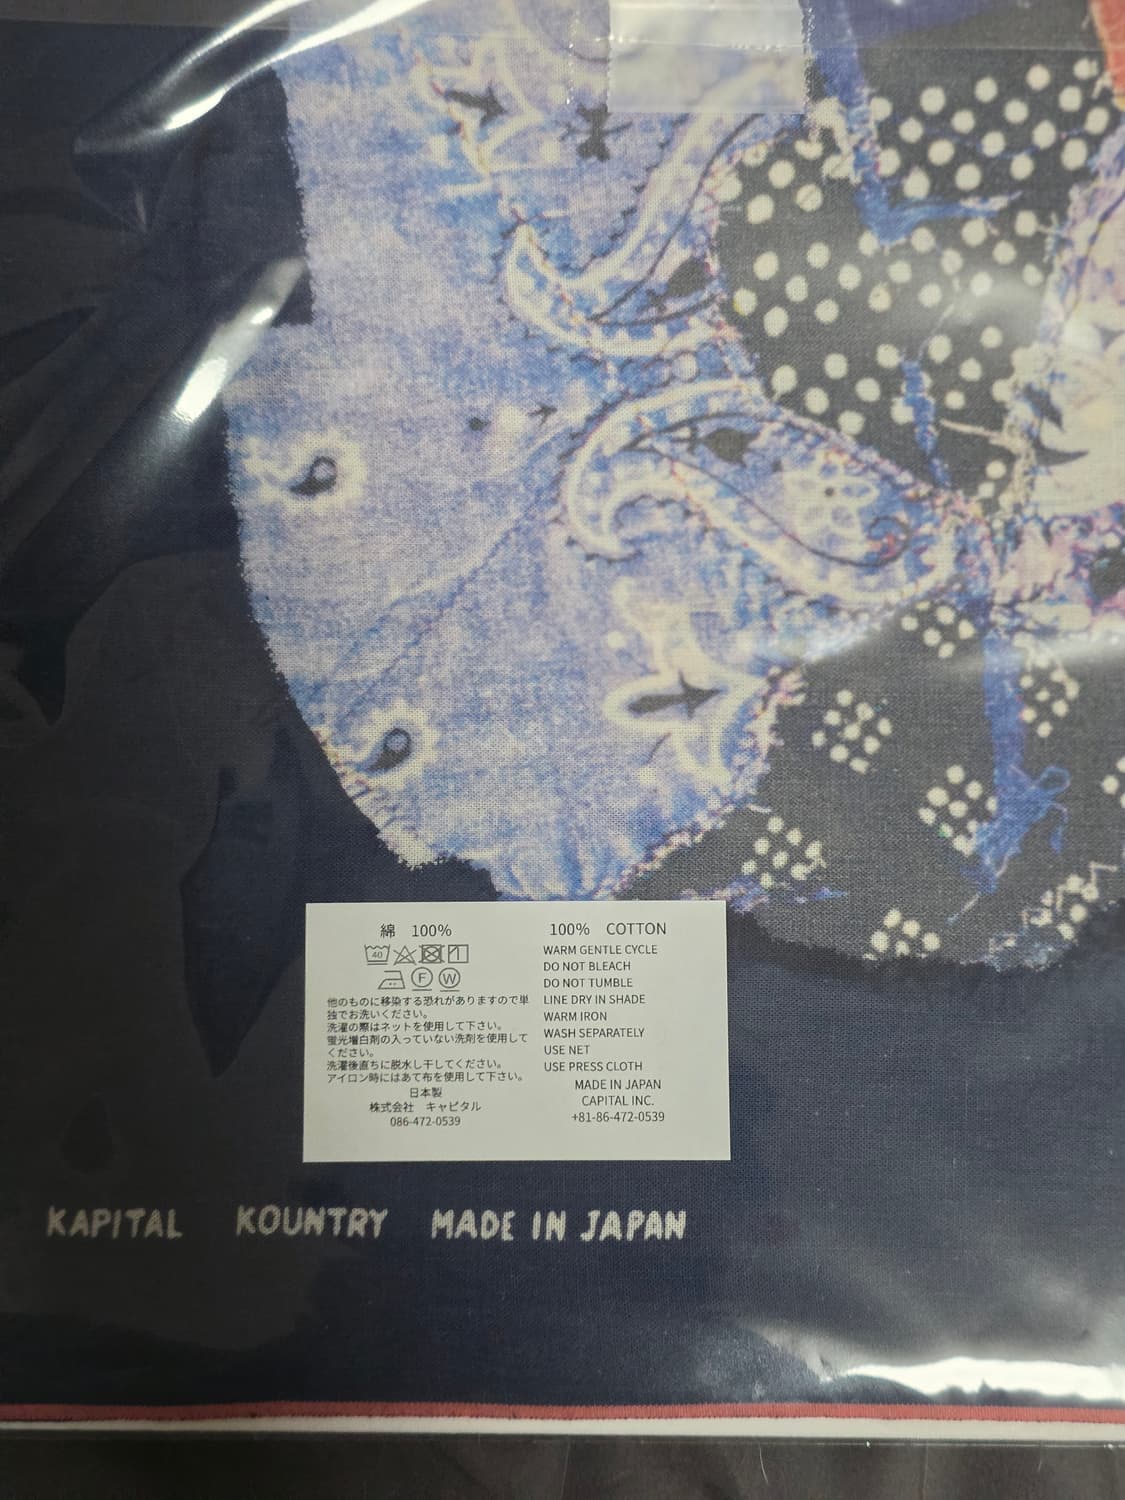 綿 100%
40
F W
他のものに移染する恐れがありますので単
独でお洗いください。
洗濯の際はネットを使用して下さい。
蛍光増白剤の入っていない洗剤を使用して
ください。
洗濯後直ちに脱水し干してください。
アイロン時にはあて布を使用して下さい。
日本製
株式会社 キャピタル
086-472-0539
100% COTTON
WARM GENTLE CYCLE
DO NOT BLEACH
DO NOT TUMBLE
LINE DRY IN SHADE
WARM IRON
WASH SEPARATELY
USE NET
USE PRESS CLOTH
MADE IN JAPAN
CAPITAL INC.
+81-86-472-0539
KAPITAL KOUNTRY MADE IN JAPAN